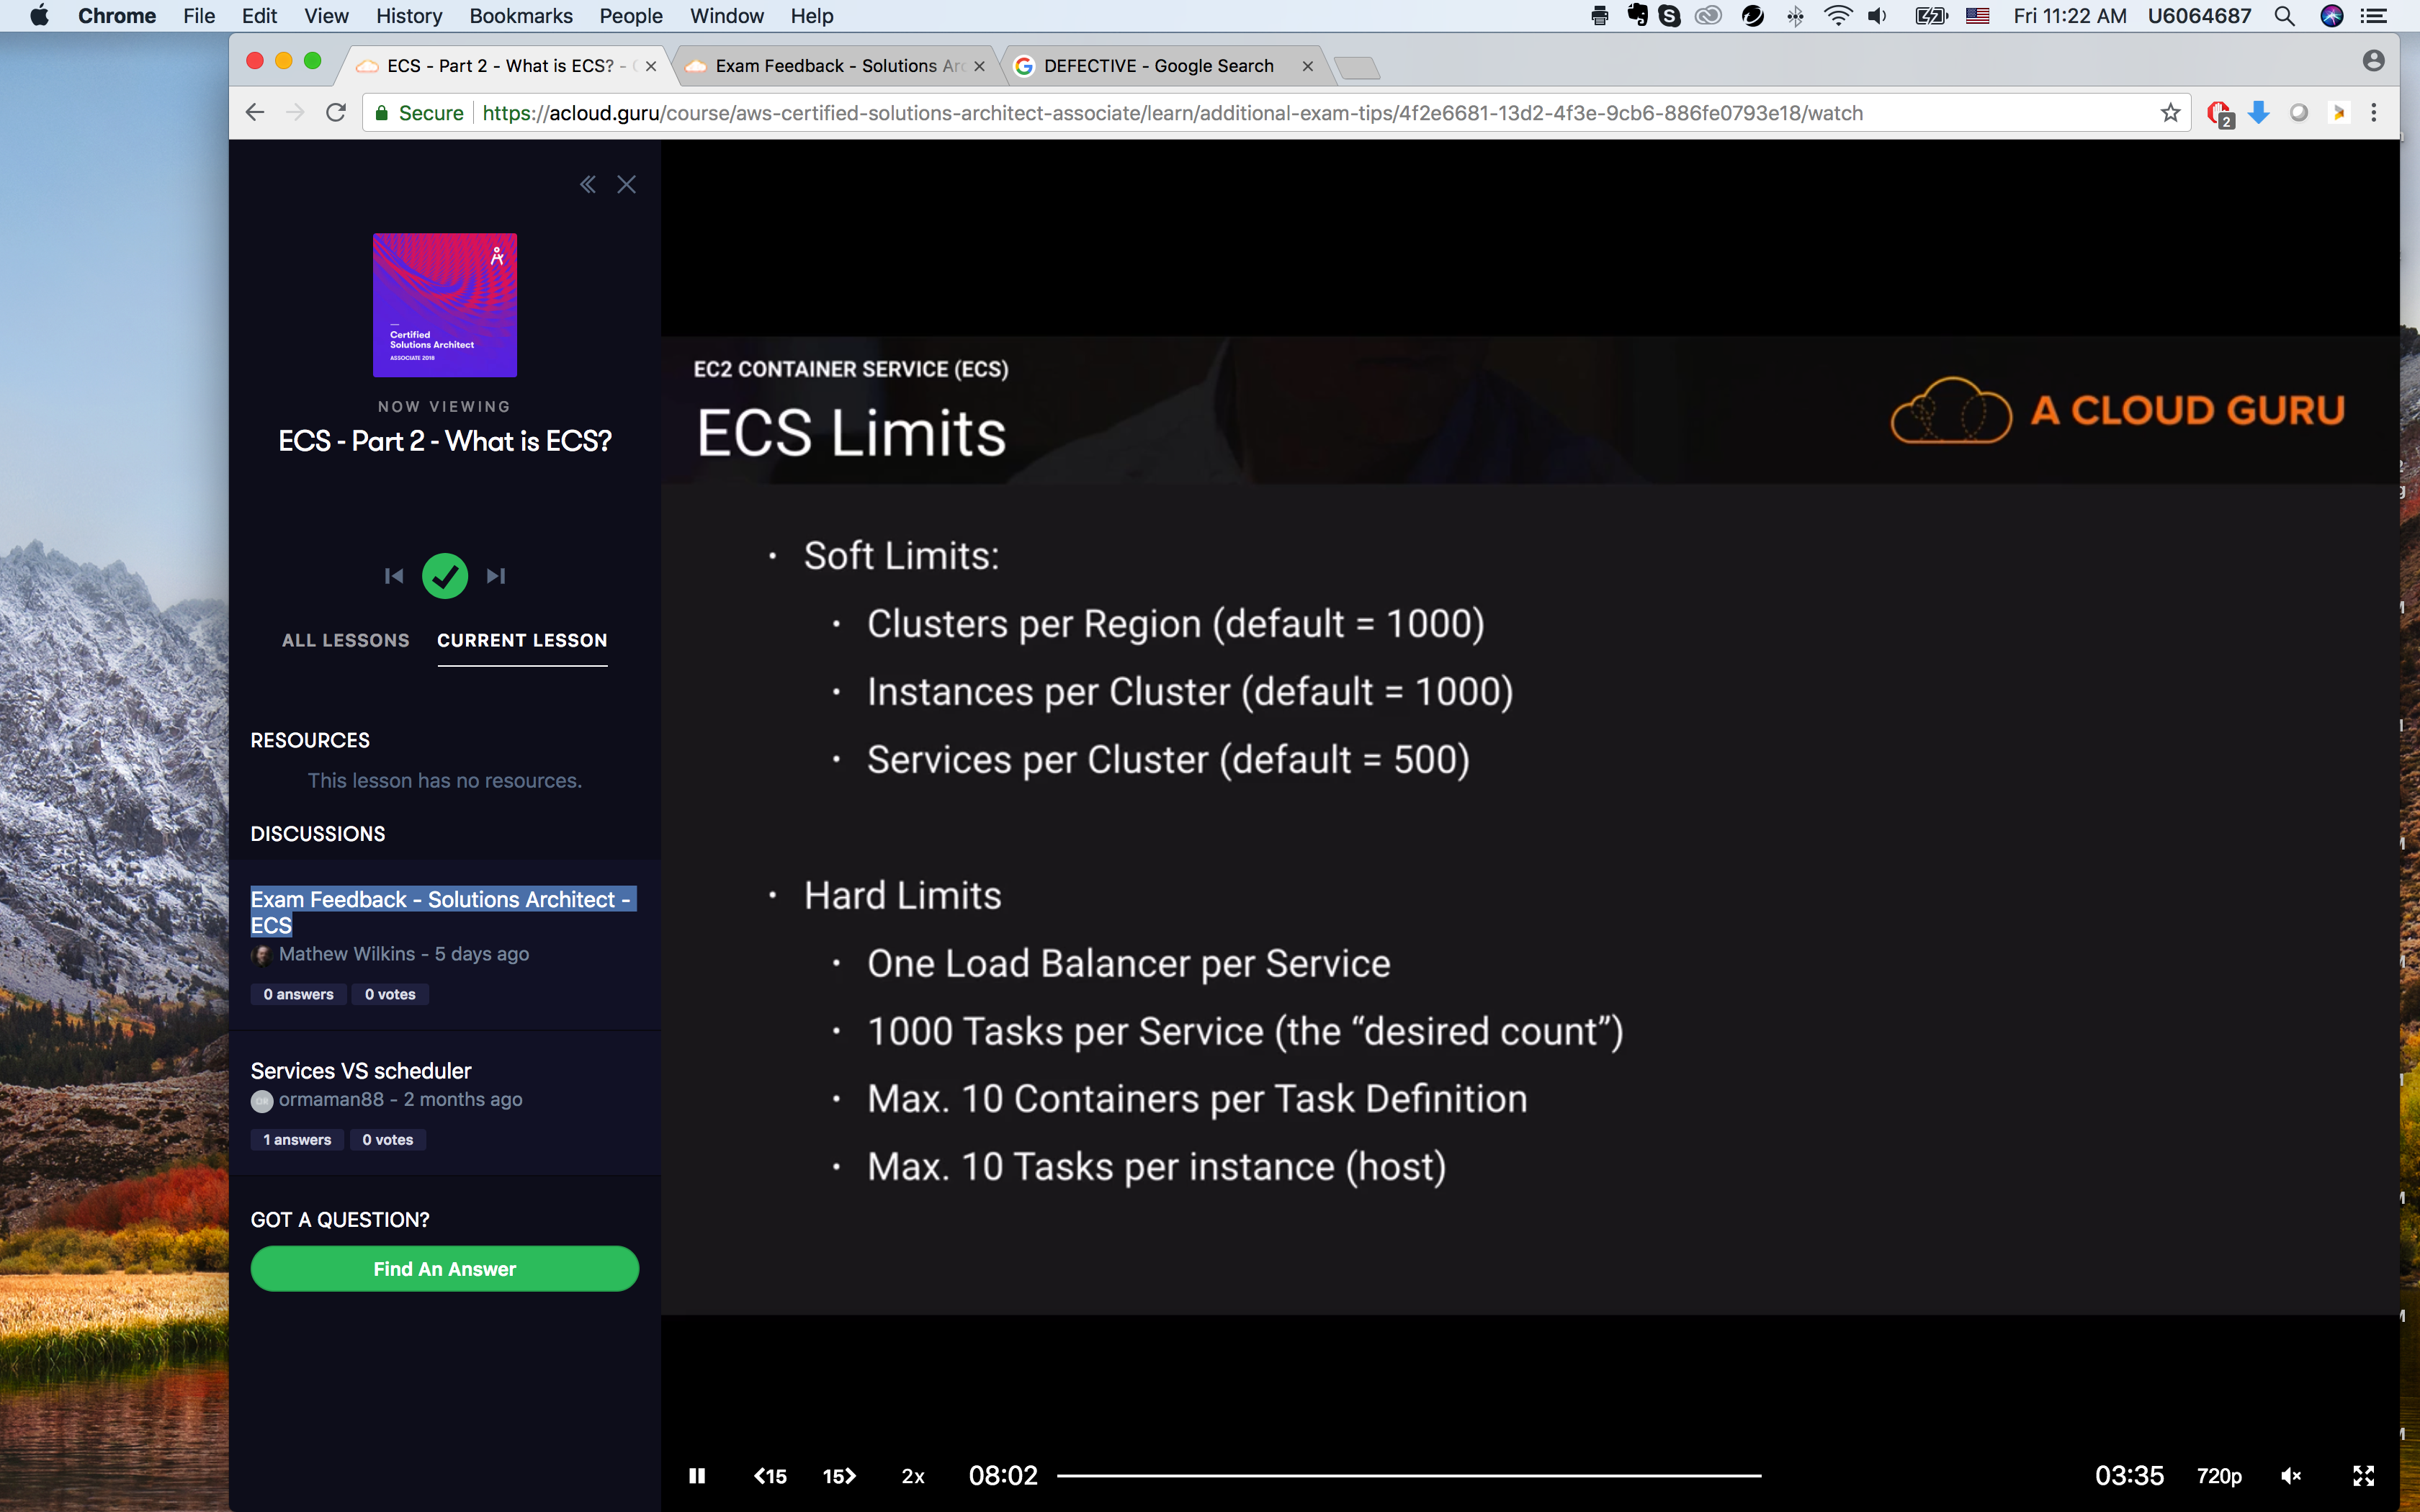 Chrome File Edit View History Bookmarks People Window Help
Fri 11:22 AM U6064687
ECS - Part 2 - What is ECS? -
Exam Feedback - Solutions Arc
DEFECTIVE - Google Search
Secure https://acloud.guru/course/aws-certified-solutions-architect-associate/learn/additional-exam-tips/4f2e6681-13d2-4f3e-9cb6-886fe0793e18/watch
2
Certified
Solutions Architect
ASSOCIATE 2018
NOW VIEWING
ECS - Part 2 - What is ECS?
ALL LESSONS CURRENT LESSON
RESOURCES
This lesson has no resources.
DISCUSSIONS
Exam Feedback - Solutions Architect -
ECS
Mathew Wilkins - 5 days ago
0 answers 0 votes
Services VS scheduler
ormaman88 - 2 months ago
1 answers 0 votes
GOT A QUESTION?
Find An Answer
EC2 CONTAINER SERVICE (ECS)
ECS Limits
A CLOUD GURU
• Soft Limits:
• Clusters per Region (default = 1000)
• Instances per Cluster (default = 1000)
• Services per Cluster (default = 500)
• Hard Limits
• One Load Balancer per Service
• 1000 Tasks per Service (the “desired count”)
• Max. 10 Containers per Task Definition
• Max. 10 Tasks per instance (host)
<15 15> 2x 08:02 03:35 720p